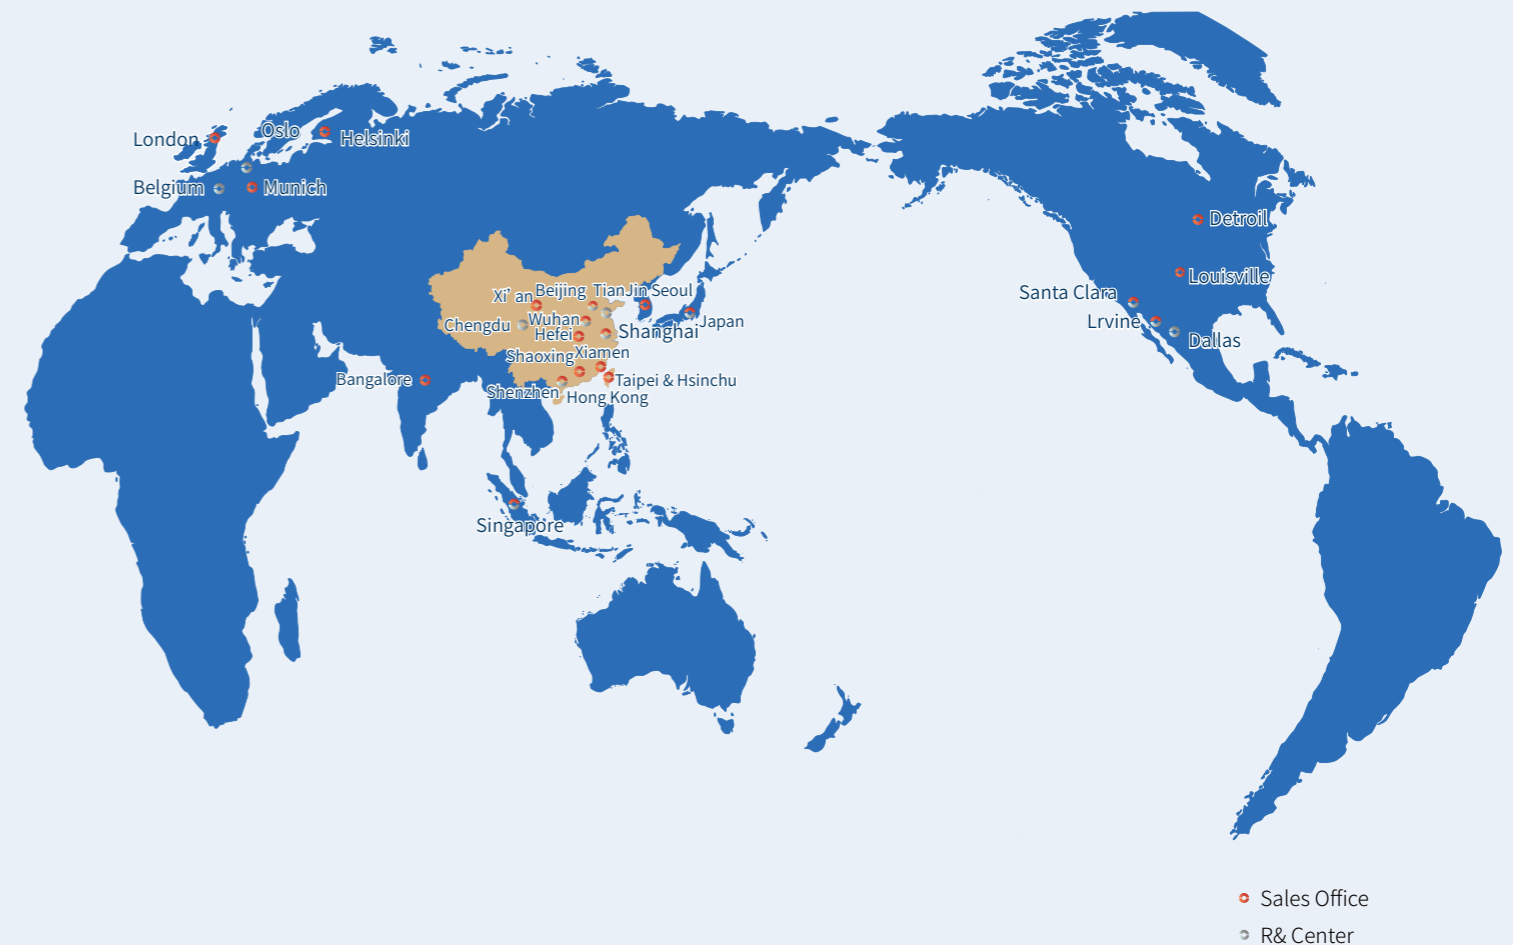 London
Oslo
Helsinki
Belgium
Munich
Detroil
Louisville
Santa Clara
Lrvine
Dallas
Xi' an
Beijing
TianJin
Seoul
Chengdu
Wuhan
Hefei
Shanghai
Japan
Shaoxing
Xiamen
Bangalore
Taipei & Hsinchu
Shenzhen
Hong Kong
Singapore
Sales Office
R& Center